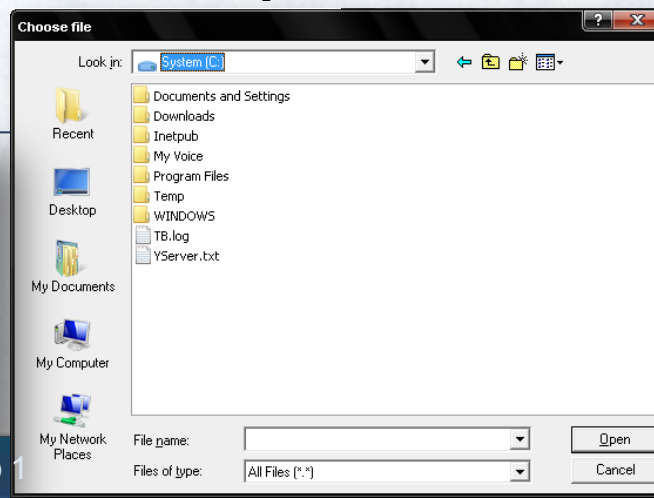 Choose file
?
X
Look in:
System (C:)
Recent
Desktop
My Documents
My Computer
My Network
Places
Documents and Settings
Downloads
Inetpub
My Voice
Program Files
Temp
WINDOWS
TB.log
YServer.txt
File name:
Open
Files of type:
All Files (*.*)
Cancel
1